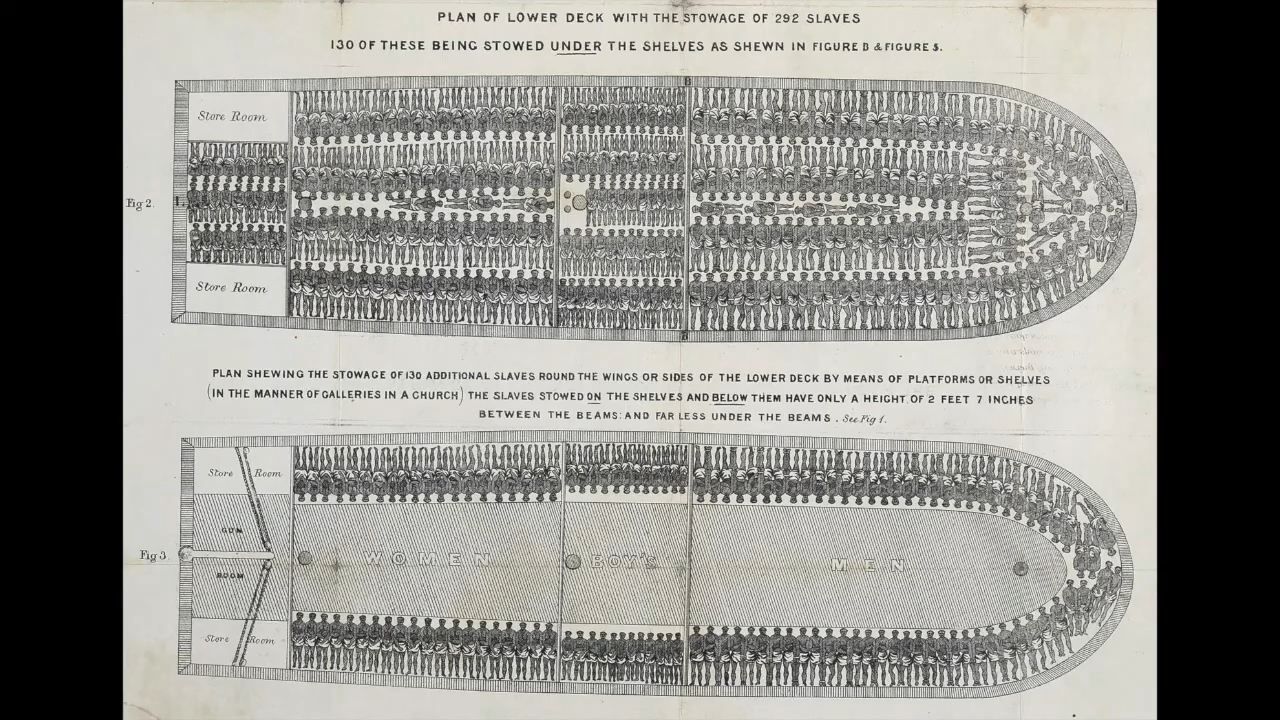 PLAN OF LOWER DECK WITH THE STOWAGE OF 292 SLAVES
130 OF THESE BEING STOWED UNDER THE SHELVES AS SHEWN IN FIGURE D & FIGURE 5.
B
Store Room
Fig 2.
Store Room
B
PLAN SHEWING THE STOWAGE OF 130 ADDITIONAL SLAVES ROUND THE WINGS OR SIDES OF THE LOWER DECK BY MEANS OF PLATFORMS OR SHELVES
(IN THE MANNER OF GALLERIES IN A CHURCH) THE SLAVES STOWED ON THE SHELVES AND BELOW THEM HAVE ONLY A HEIGHT OF 2 FEET 7 INCHES
BETWEEN THE BEAMS: AND FAR LESS UNDER THE BEAMS. See Fig 1.
Store Room
GUN
Fig 3.
WOMEN
BOYS
MEN
ROOM
Store Room